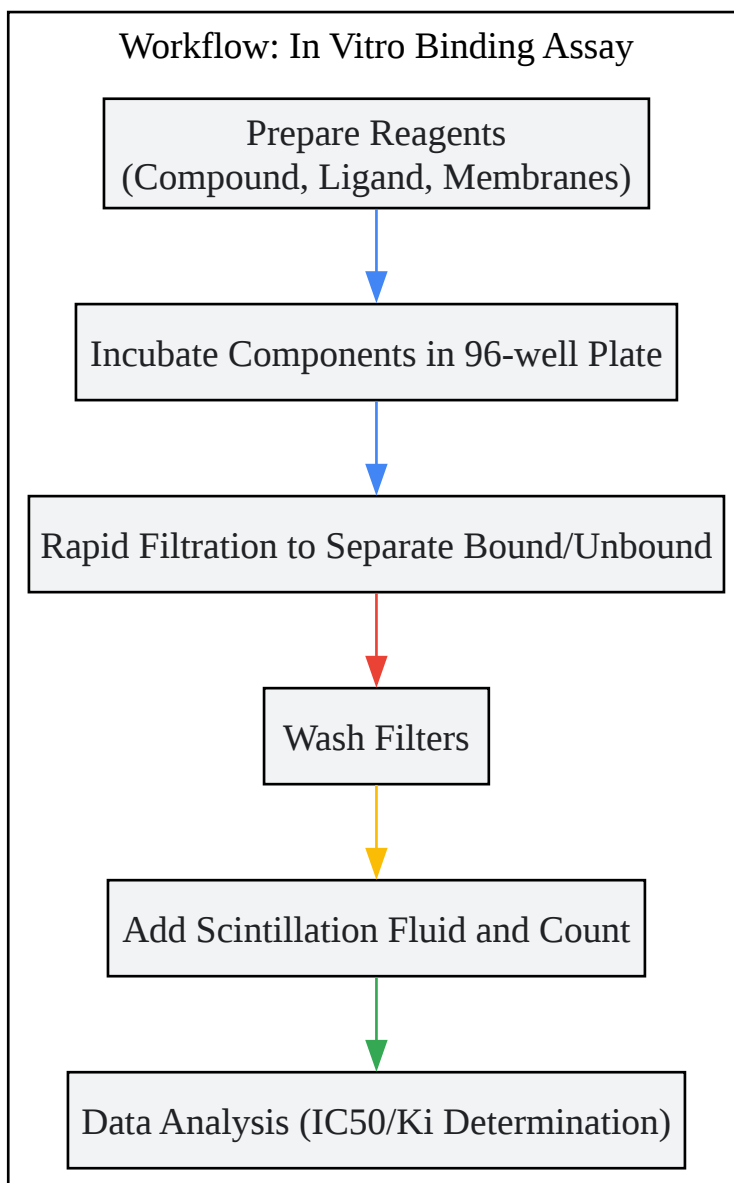 Workflow: In Vitro Binding Assay
Prepare Reagents
(Compound, Ligand, Membranes)
Incubate Components in 96-well Plate
Rapid Filtration to Separate Bound/Unbound
Wash Filters
Add Scintillation Fluid and Count
Data Analysis (IC50/Ki Determination)